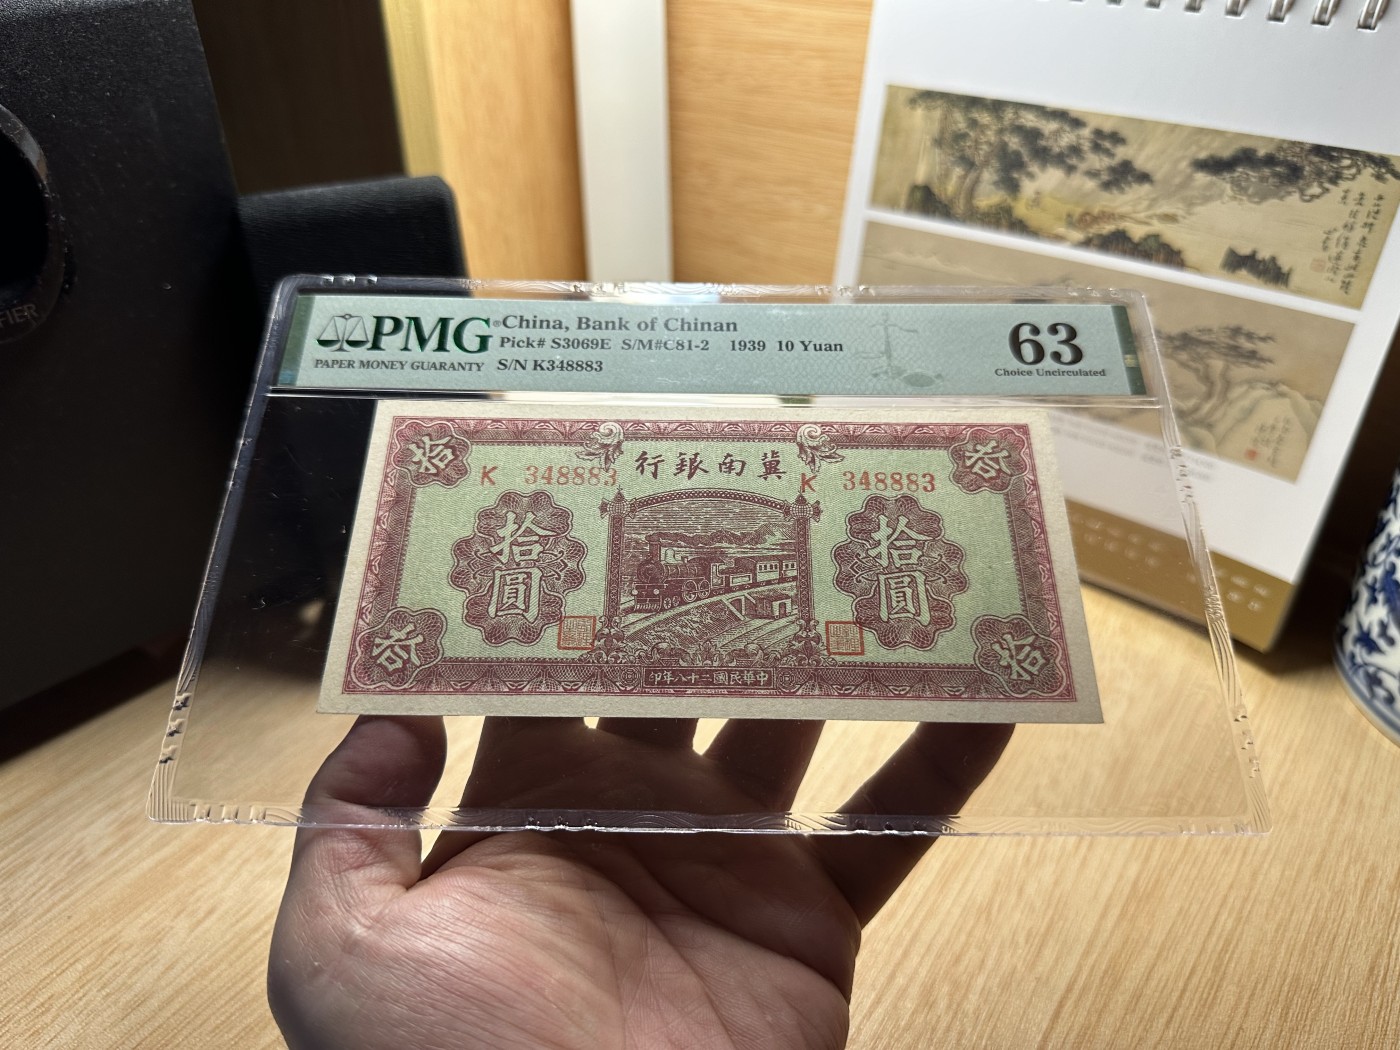 FIER
PMG®
PAPER MONEY GUARANTY
China, Bank of Chinan
Pick# S3069E S/M#C81-2 1939 10 Yuan
S/N K348883
63
Choice Uncirculated
拾
行銀南冀
拾
K 348883
K 348883
拾圓
拾圓
拾
印年八十二國民華中
拾